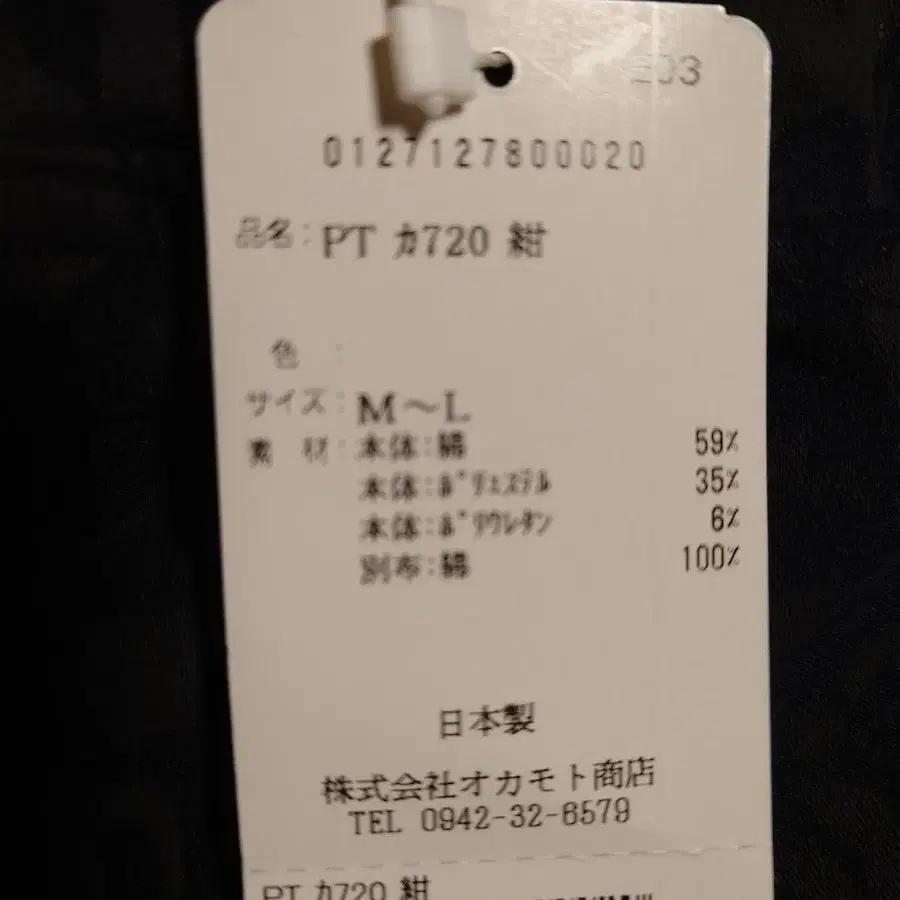 0127127800020
品名：PT カ720 紺
色 ：
サイズ：M～L
素 材：本体：綿 59%
本体：ポリエステル 35%
本体：ポリウレタン 6%
別布：綿 100%
日本製
株式会社オカモト商店
TEL 0942-32-6579
PT カ720 紺